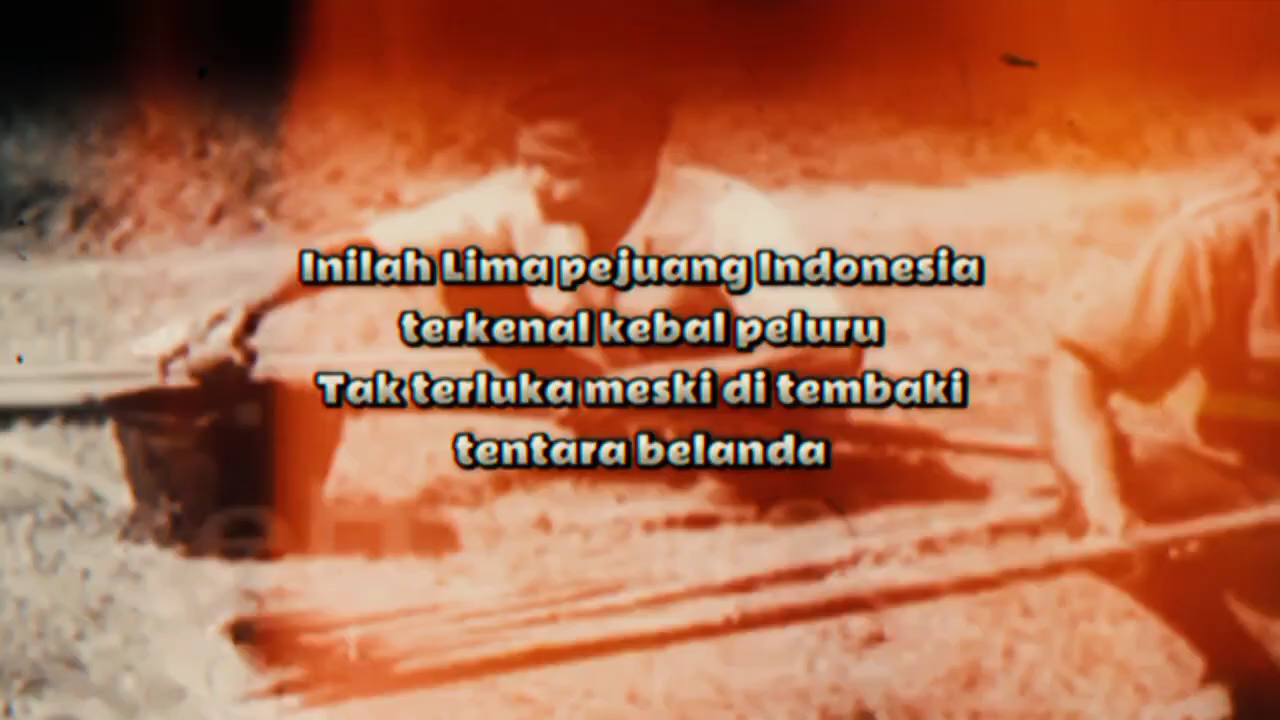 Inilah Lima pejuang Indonesia
terkenal kebal peluru
Tak terluka meski di tembaki
tentara belanda